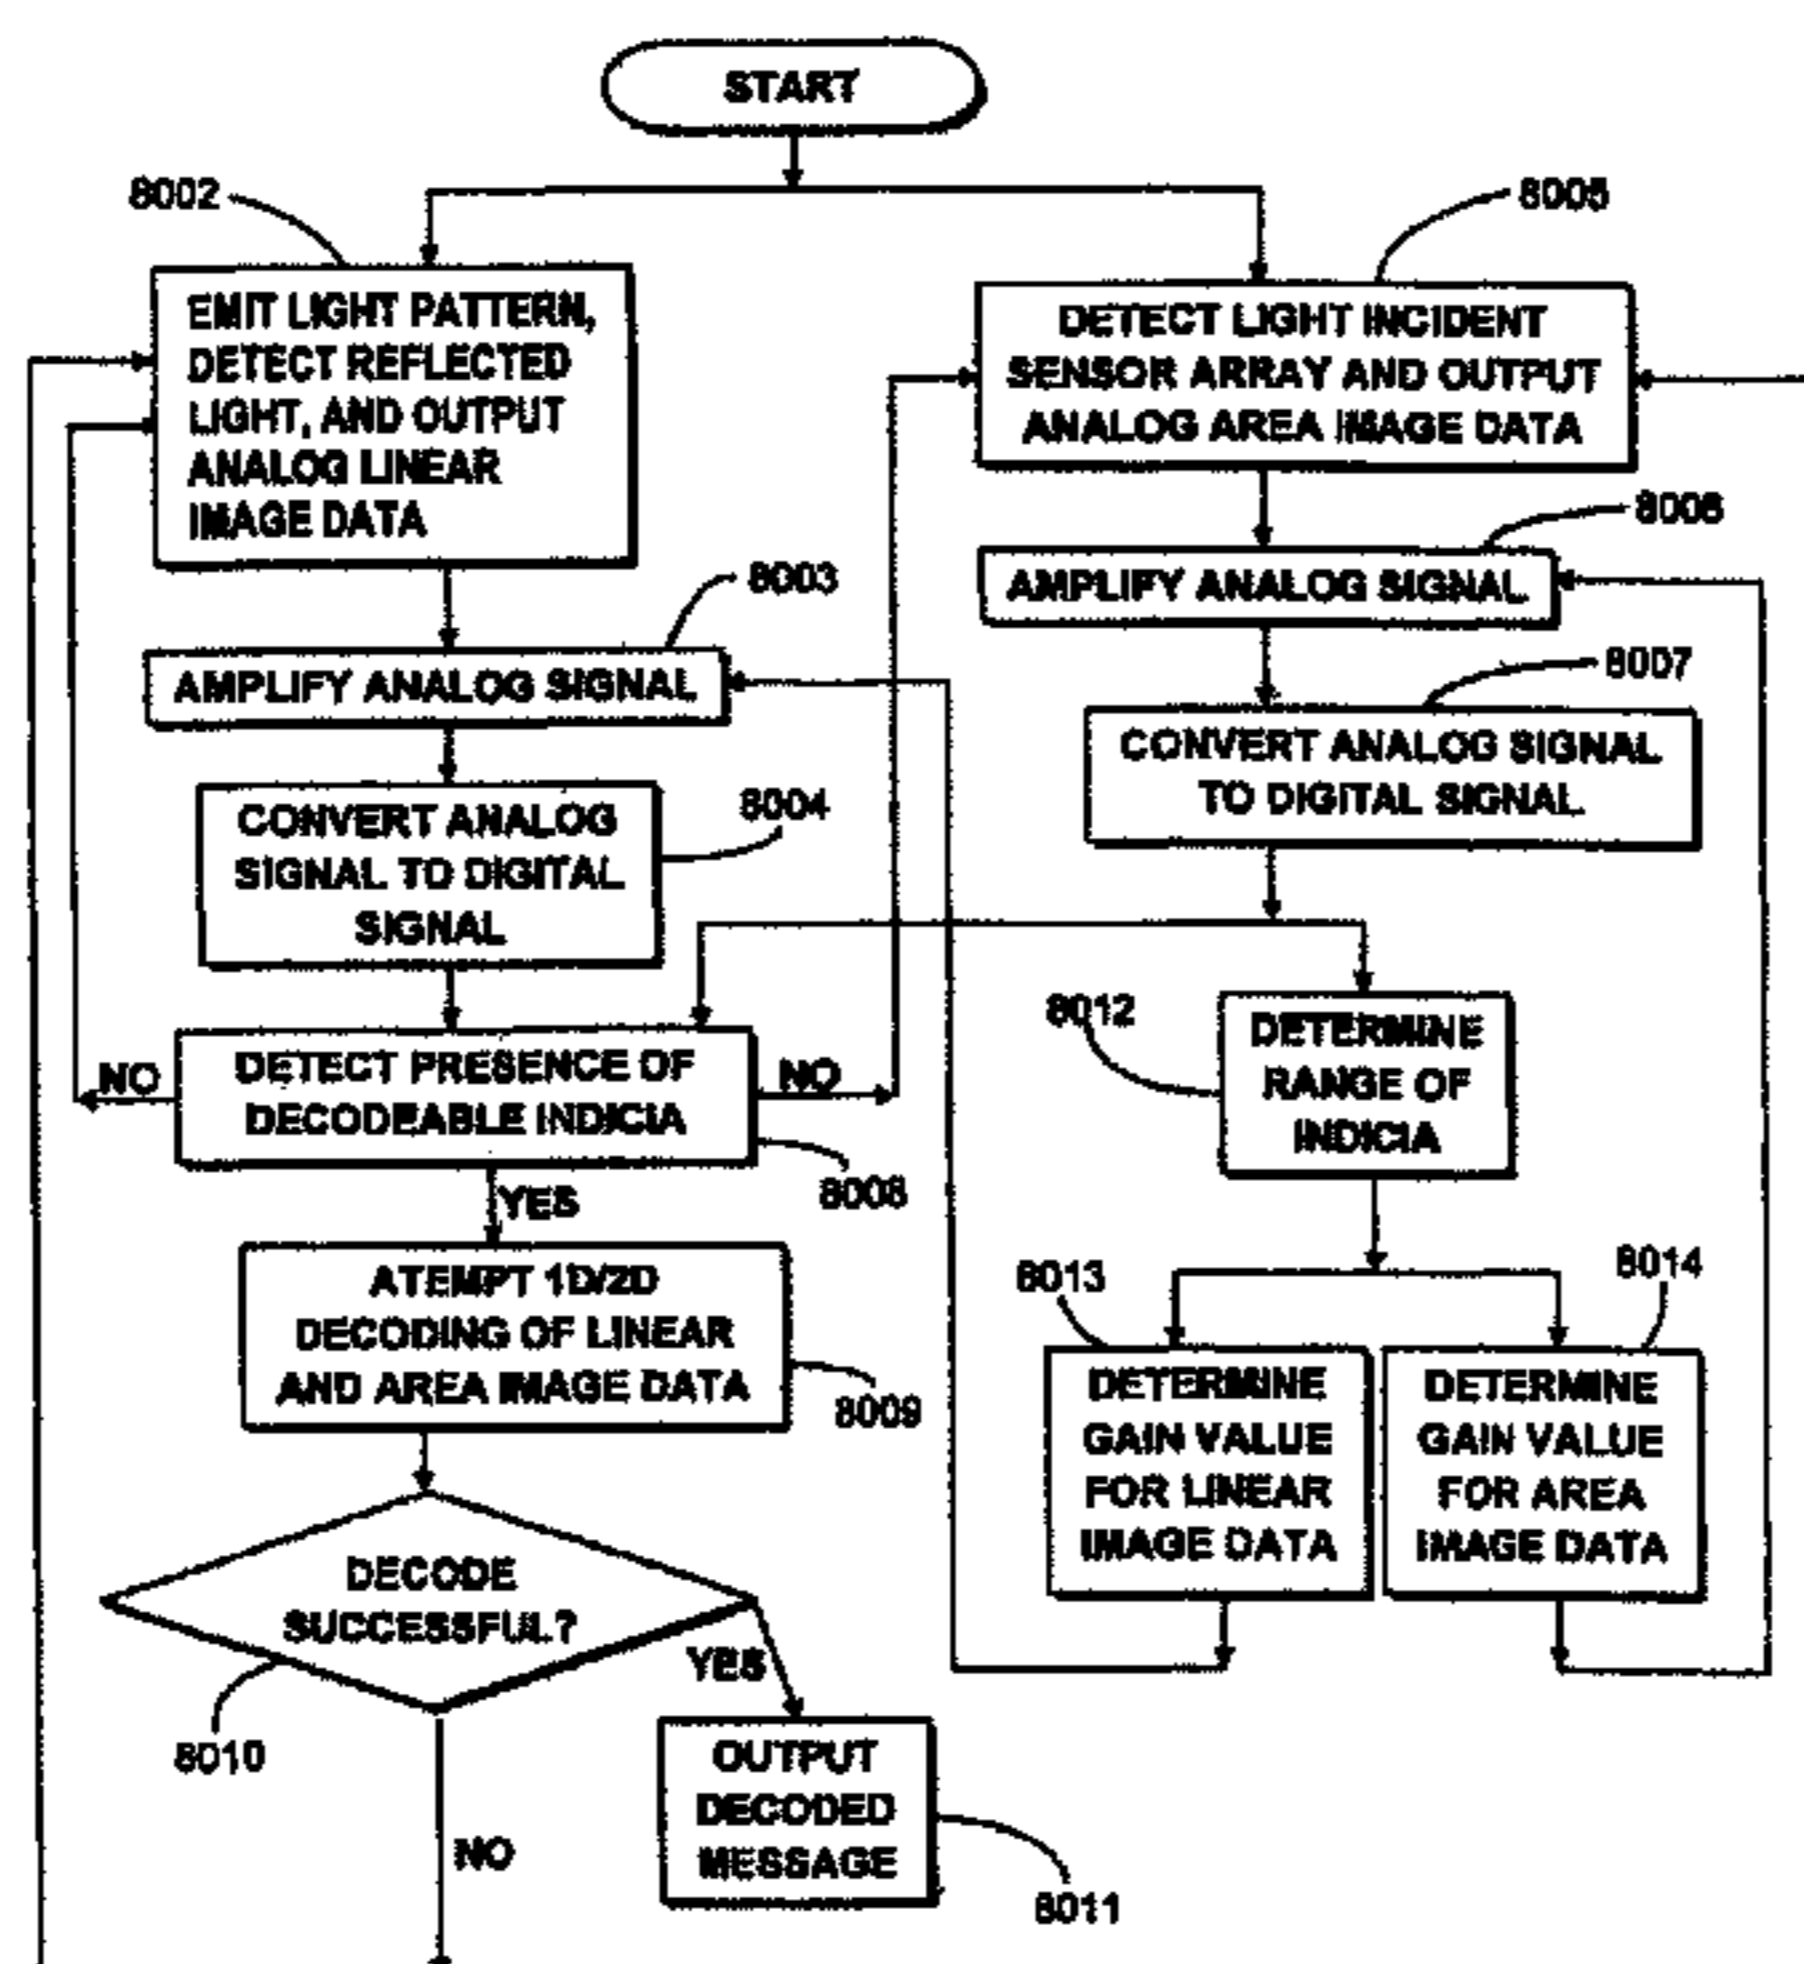 START
8002
EMIT LIGHT PATTERN,
DETECT REFLECTED
LIGHT, AND OUTPUT
ANALOG LINEAR
IMAGE DATA
8005
DETECT LIGHT INCIDENT
SENSOR ARRAY AND OUTPUT
ANALOG AREA IMAGE DATA
8003
AMPLIFY ANALOG SIGNAL
8006
AMPLIFY ANALOG SIGNAL
8004
CONVERT ANALOG
SIGNAL TO DIGITAL
SIGNAL
8007
CONVERT ANALOG SIGNAL
TO DIGITAL SIGNAL
NO
DETECT PRESENCE OF
DECODEABLE INDICIA
NO
8008
YES
8012
DETERMINE
RANGE OF
INDICIA
ATEMPT 1D/2D
DECODING OF LINEAR
AND AREA IMAGE DATA
8009
8013
DETERMINE
GAIN VALUE
FOR LINEAR
IMAGE DATA
8014
DETERMINE
GAIN VALUE
FOR AREA
IMAGE DATA
DECODE
SUCCESSFUL?
8010
YES
NO
OUTPUT
DECODED
MESSAGE
8011